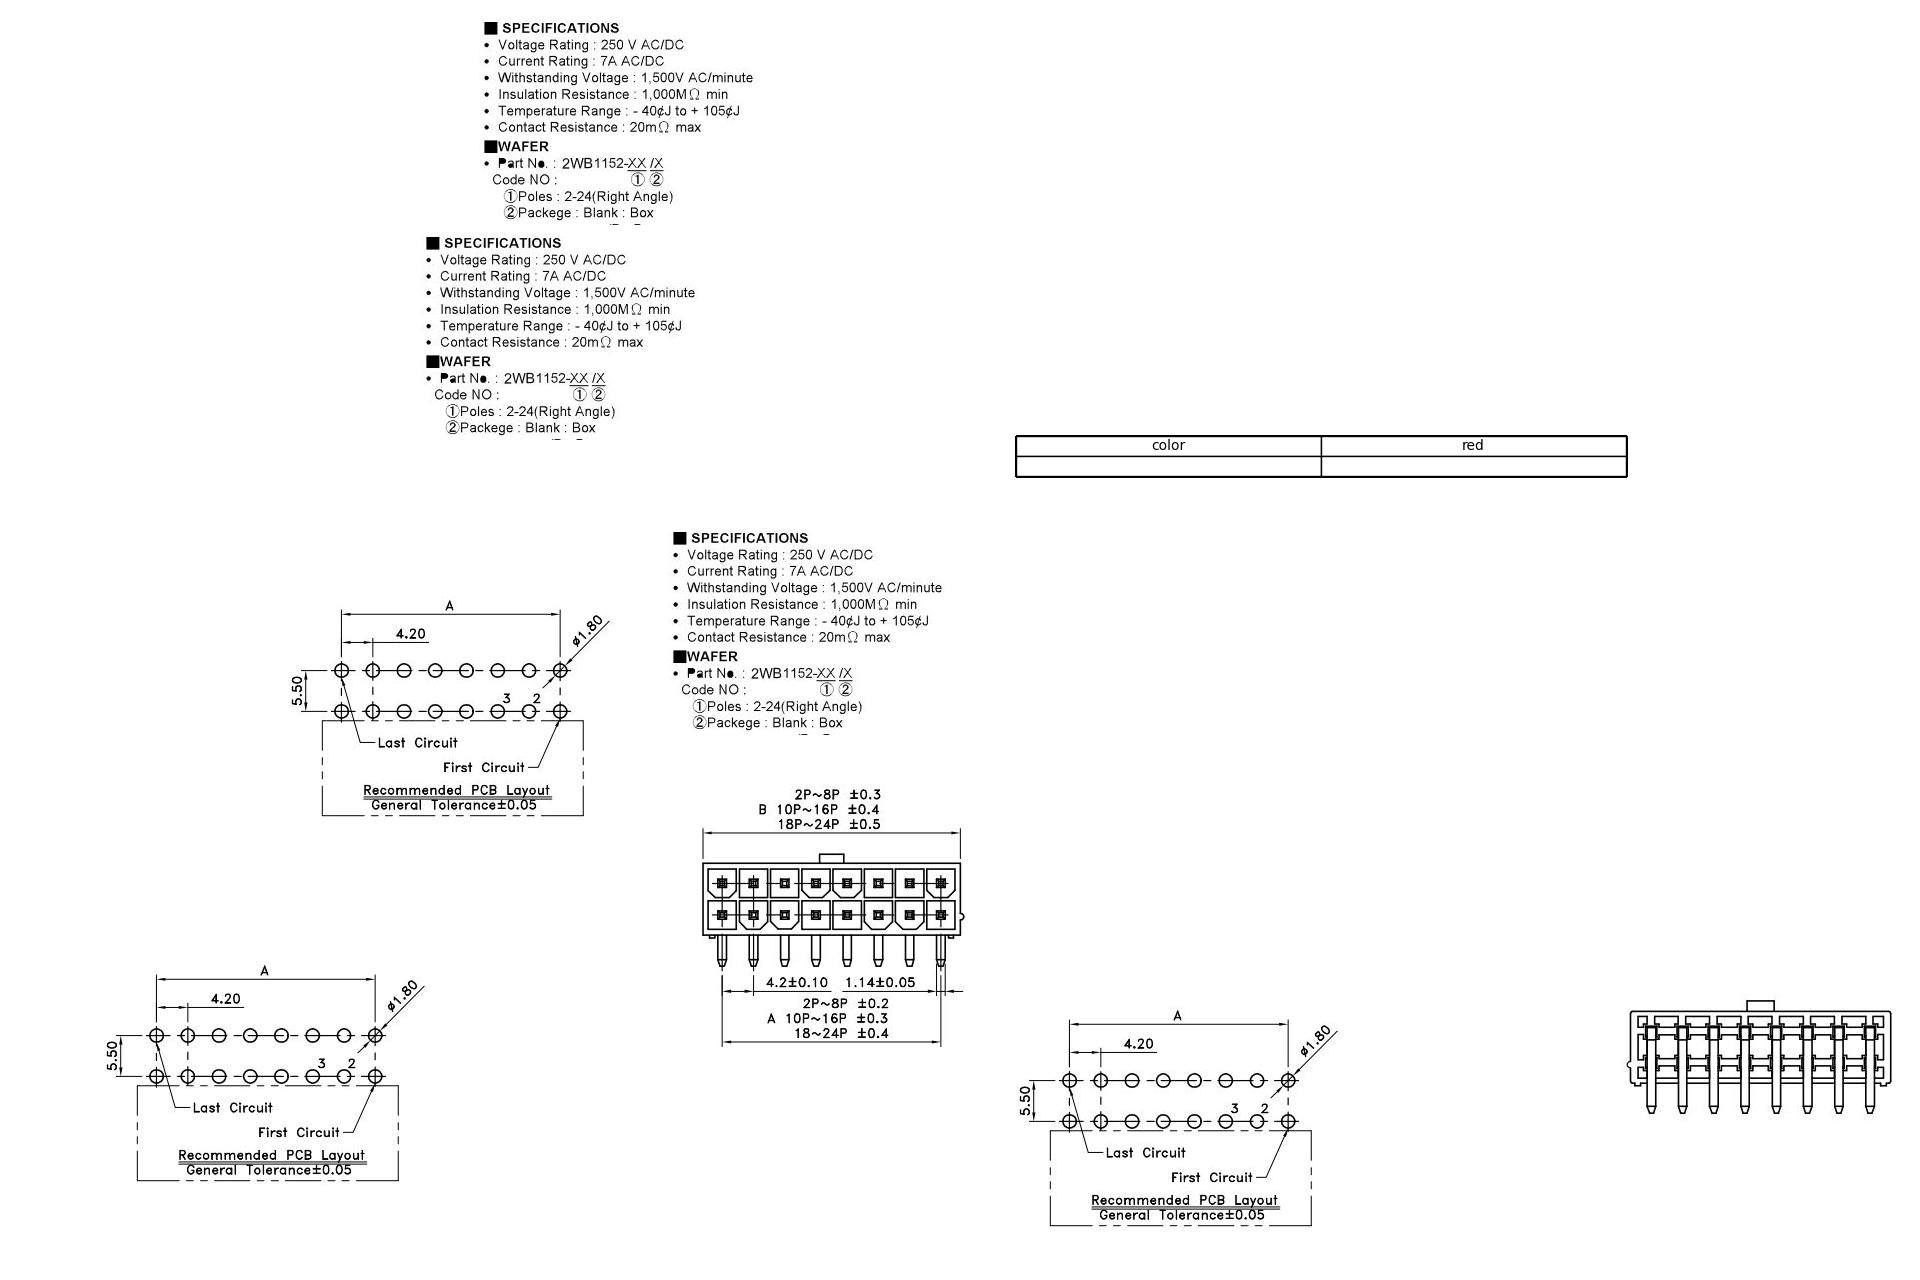 ■ SPECIFICATIONS
• Voltage Rating : 250 V AC/DC
• Current Rating : 7A AC/DC
• Withstanding Voltage : 1,500V AC/minute
• Insulation Resistance : 1,000MΩ min
• Temperature Range : - 40¢J to + 105¢J
• Contact Resistance : 20mΩ max
■WAFER
• Part No. : 2WB1152-XX /X
Code NO : ① ②
①Poles : 2-24(Right Angle)
②Packege : Blank : Box
■ SPECIFICATIONS
• Voltage Rating : 250 V AC/DC
• Current Rating : 7A AC/DC
• Withstanding Voltage : 1,500V AC/minute
• Insulation Resistance : 1,000MΩ min
• Temperature Range : - 40¢J to + 105¢J
• Contact Resistance : 20mΩ max
■WAFER
• Part No. : 2WB1152-XX /X
Code NO : ① ②
①Poles : 2-24(Right Angle)
②Packege : Blank : Box
color red
■ SPECIFICATIONS
• Voltage Rating : 250 V AC/DC
• Current Rating : 7A AC/DC
• Withstanding Voltage : 1,500V AC/minute
• Insulation Resistance : 1,000MΩ min
• Temperature Range : - 40¢J to + 105¢J
• Contact Resistance : 20mΩ max
■WAFER
• Part No. : 2WB1152-XX /X
Code NO : ① ②
①Poles : 2-24(Right Angle)
②Packege : Blank : Box
A
4.20
ø1.80
5.50
3 2
Last Circuit
First Circuit
Recommended PCB Layout
General Tolerance±0.05
2P~8P ±0.3
B 10P~16P ±0.4
18P~24P ±0.5
4.2±0.10 1.14±0.05
2P~8P ±0.2
A 10P~16P ±0.3
18~24P ±0.4
A
4.20
ø1.80
5.50
3 2
Last Circuit
First Circuit
Recommended PCB Layout
General Tolerance±0.05
A
4.20
ø1.80
5.50
3 2
Last Circuit
First Circuit
Recommended PCB Layout
General Tolerance±0.05